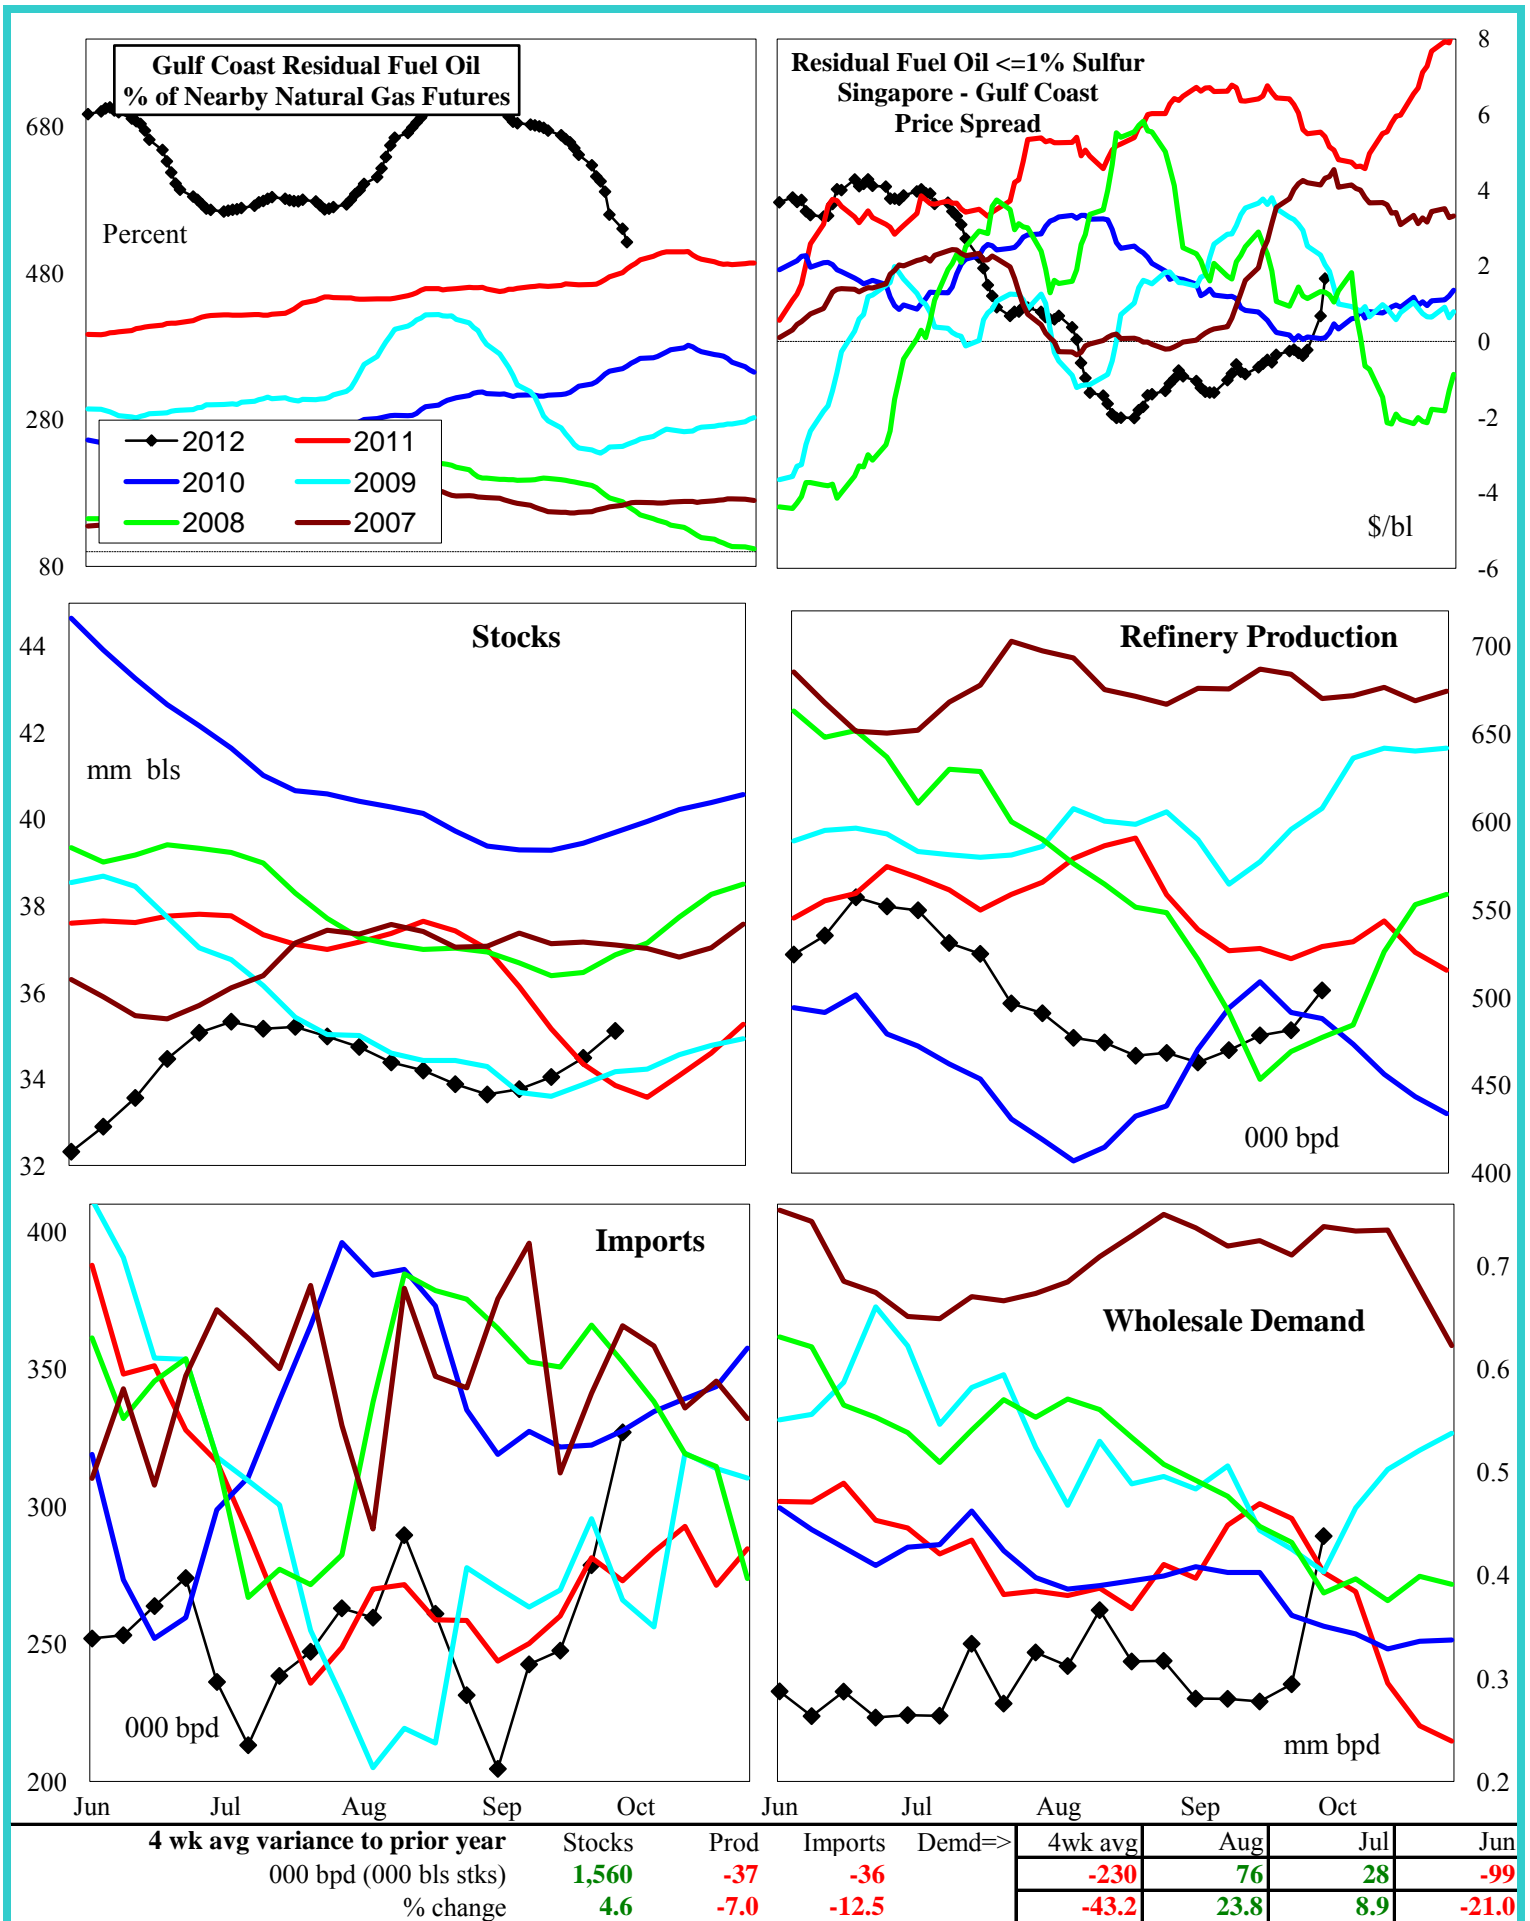 Gulf Coast Residual Fuel Oil
% of Nearby Natural Gas Futures
680
480
280
80
Percent
2012
2011
2010
2009
2008
2007
Residual Fuel Oil <=1% Sulfur
Singapore - Gulf Coast
Price Spread
8
6
4
2
0
-2
-4
-6
$/bl
Stocks
44
42
40
38
36
34
32
mm bls
Refinery Production
700
650
600
550
500
450
400
000 bpd
Imports
400
350
300
250
200
000 bpd
Jun Jul Aug Sep Oct
Wholesale Demand
0.7
0.6
0.5
0.4
0.3
0.2
mm bpd
Jun Jul Aug Sep Oct
4 wk avg variance to prior year Stocks Prod Imports Demd=> 4wk avg Aug Jul Jun
000 bpd (000 bls stks) 1,560 -37 -36 -230 76 28 -99
% change 4.6 -7.0 -12.5 -43.2 23.8 8.9 -21.0